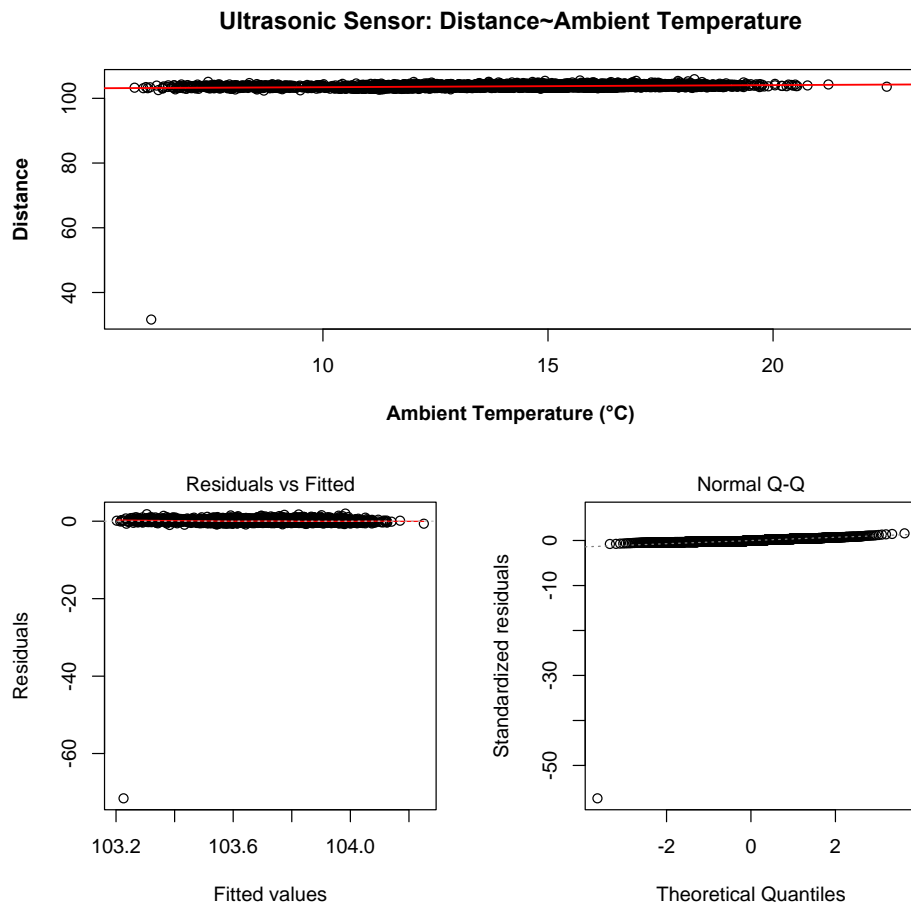 Ultrasonic Sensor: Distance~Ambient Temperature
100
80
60
40
Distance
10 15 20
Ambient Temperature (°C)
Residuals vs Fitted
0
-20
-40
-60
Residuals
103.2 103.6 104.0
Fitted values
Normal Q-Q
0
-10
-30
-50
Standardized residuals
-2 0 2
Theoretical Quantiles